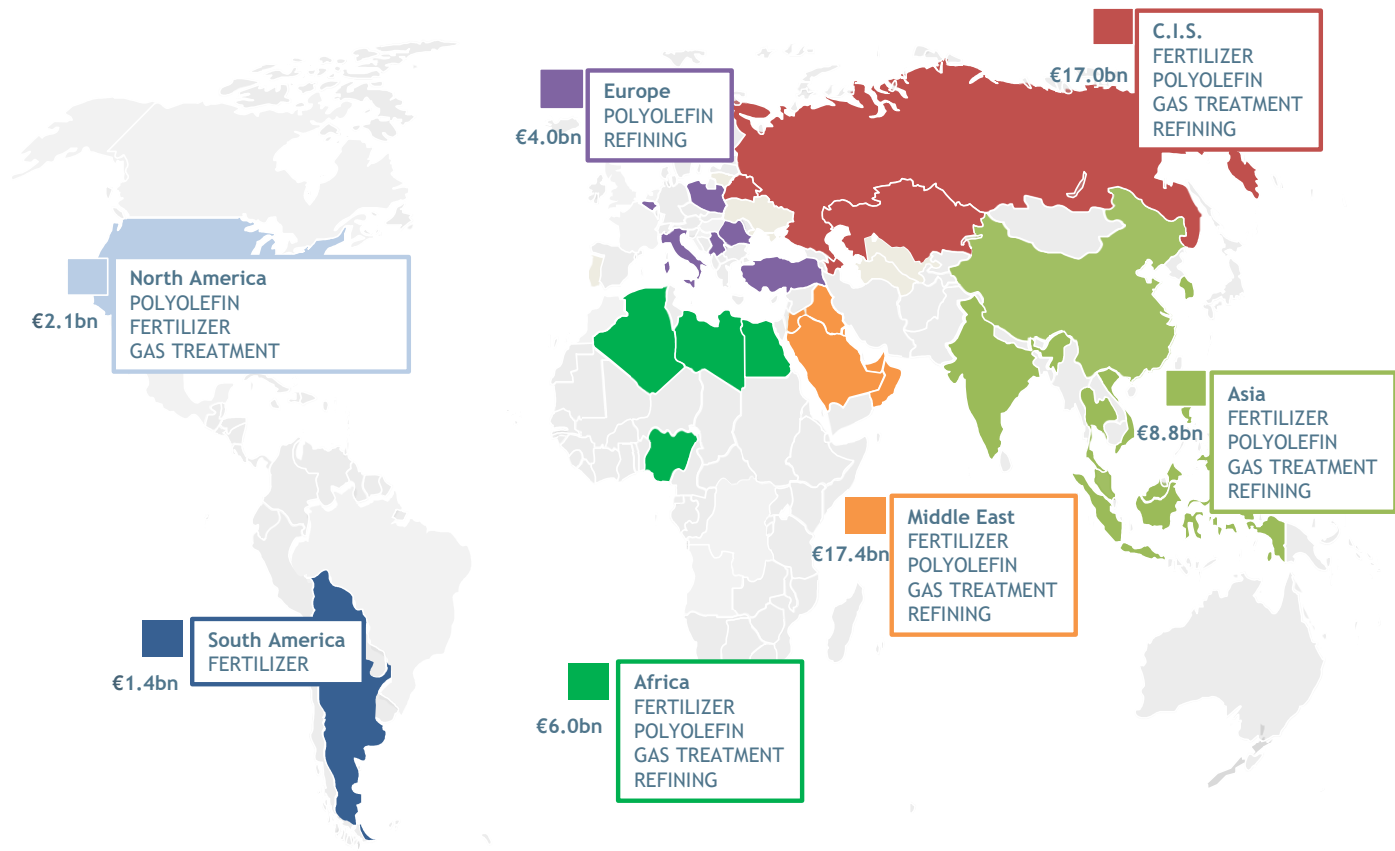 C.I.S.
FERTILIZER
POLYOLEFIN
GAS TREATMENT
REFINING
€17.0bn
Europe
POLYOLEFIN
REFINING
€4.0bn
North America
POLYOLEFIN
FERTILIZER
GAS TREATMENT
€2.1bn
Asia
FERTILIZER
POLYOLEFIN
GAS TREATMENT
REFINING
€8.8bn
Middle East
FERTILIZER
POLYOLEFIN
GAS TREATMENT
REFINING
€17.4bn
South America
FERTILIZER
€1.4bn
Africa
FERTILIZER
POLYOLEFIN
GAS TREATMENT
REFINING
€6.0bn